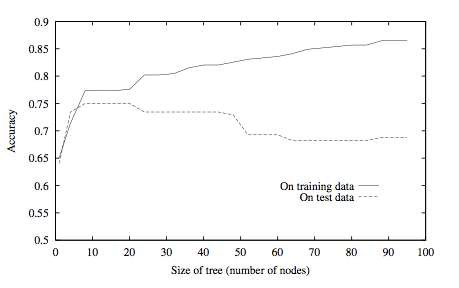 0.9
0.85
0.8
0.75
0.7
0.65
0.6
0.55
0.5
Accuracy
On training data
On test data
0 10 20 30 40 50 60 70 80 90 100
Size of tree (number of nodes)